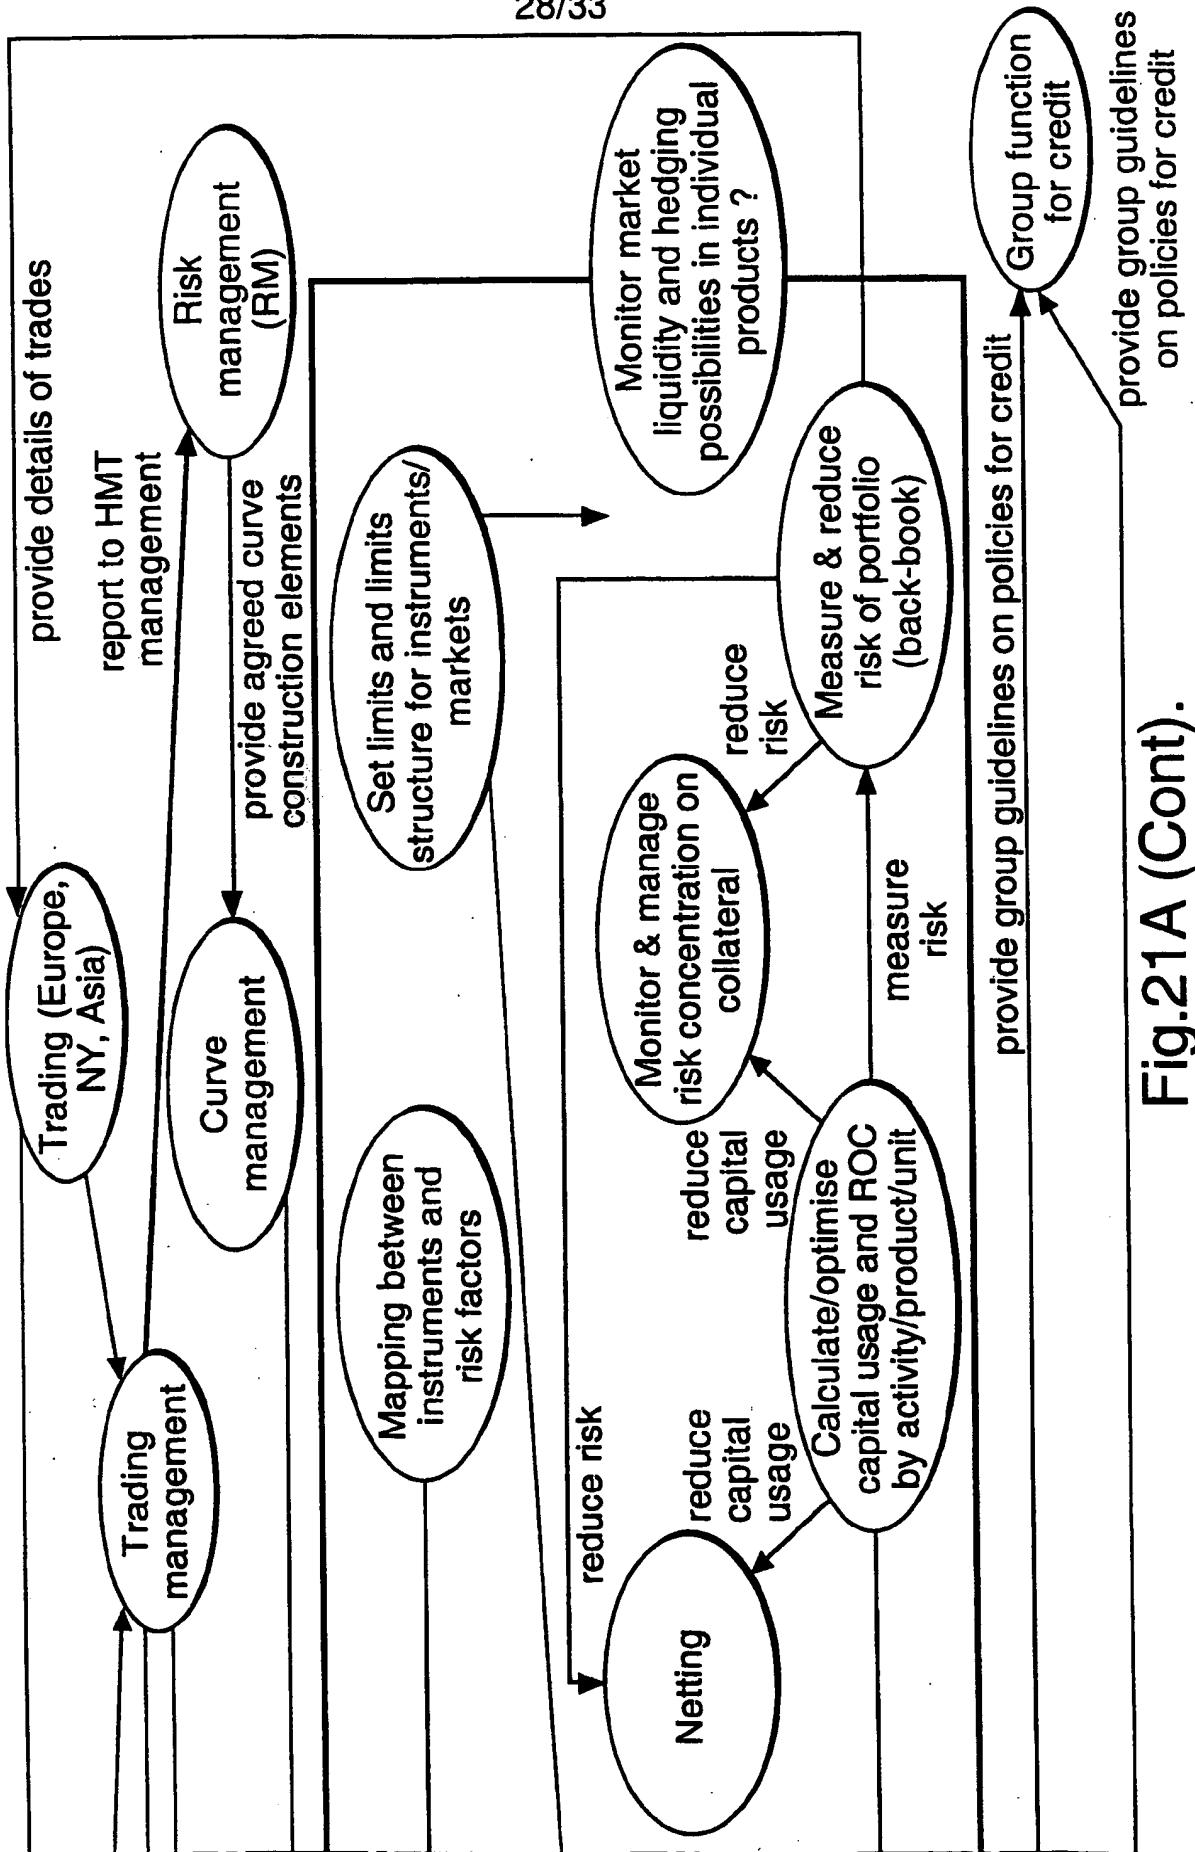 28/33
provide details of trades
Trading (Europe,
NY, Asia)
Trading
management
report to HMT
management
Risk
management
(RM)
Curve
management
provide agreed curve
construction elements
Mapping between
instruments and
risk factors
Set limits and limits
structure for instruments/
markets
Monitor market
liquidity and hedging
possibilities in individual
products ?
reduce risk
Netting
reduce
capital
usage
Monitor & manage
risk concentration on
collateral
reduce
capital
usage
reduce
risk
Calculate/optimise
capital usage and ROC
by activity/product/unit
measure
risk
Measure & reduce
risk of portfolio
(back-book)
provide group guidelines on policies for credit
Group function
for credit
provide group guidelines
on policies for credit
Fig.21A (Cont).